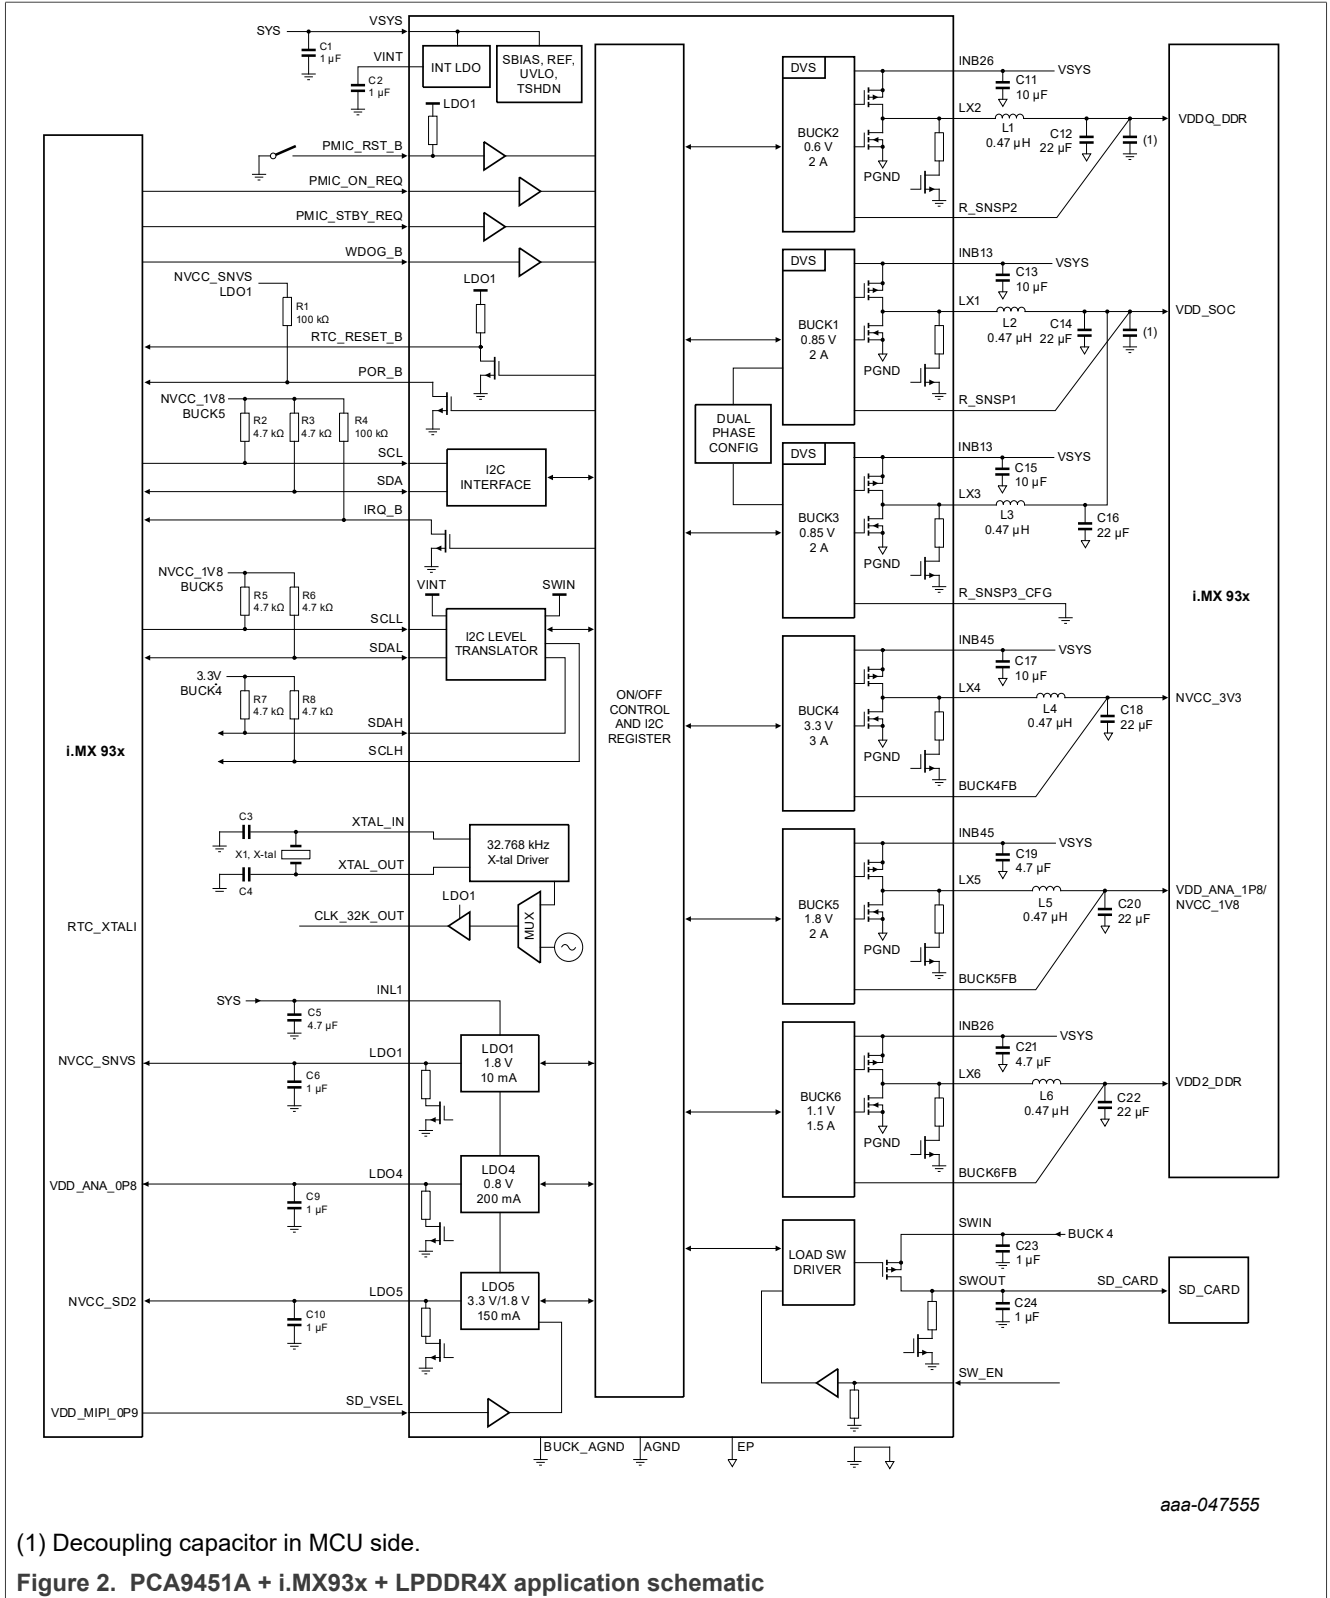 SYS
VSYS
C1
1 µF
VINT
C2
1 µF
INT LDO
SBIAS, REF,
UVLO,
TSHDN
LDO1
PMIC_RST_B
PMIC_ON_REQ
PMIC_STBY_REQ
WDOG_B
NVCC_SNVS
LDO1
R1
100 kΩ
LDO1
RTC_RESET_B
POR_B
NVCC_1V8
BUCK5
R2
4.7 kΩ
R3
4.7 kΩ
R4
100 kΩ
SCL
SDA
IRQ_B
I2C
INTERFACE
NVCC_1V8
BUCK5
R5
4.7 kΩ
R6
4.7 kΩ
VINT
SWIN
SCLL
SDAL
I2C LEVEL
TRANSLATOR
3.3V
BUCK4
R7
4.7 kΩ
R8
4.7 kΩ
SDAH
SCLH
i.MX 93x
C3
X1, X-tal
C4
XTAL_IN
XTAL_OUT
32.768 kHz
X-tal Driver
LDO1
CLK_32K_OUT
MUX
RTC_XTALI
SYS
INL1
C5
4.7 µF
NVCC_SNVS
LDO1
C6
1 µF
LDO1
1.8 V
10 mA
VDD_ANA_0P8
LDO4
C9
1 µF
LDO4
0.8 V
200 mA
NVCC_SD2
LDO5
C10
1 µF
LDO5
3.3 V/1.8 V
150 mA
VDD_MIPI_0P9
SD_VSEL
ON/OFF
CONTROL
AND I2C
REGISTER
DVS
BUCK2
0.6 V
2 A
PGND
INB26
VSYS
C11
10 µF
LX2
L1
0.47 µH
C12
22 µF
(1)
VDDQ_DDR
R_SNSP2
DVS
BUCK1
0.85 V
2 A
PGND
INB13
VSYS
C13
10 µF
LX1
L2
0.47 µH
C14
22 µF
(1)
VDD_SOC
R_SNSP1
DUAL
PHASE
CONFIG
DVS
BUCK3
0.85 V
2 A
PGND
INB13
VSYS
C15
10 µF
LX3
L3
0.47 µH
C16
22 µF
R_SNSP3_CFG
i.MX 93x
BUCK4
3.3 V
3 A
PGND
INB45
VSYS
C17
10 µF
LX4
L4
0.47 µH
C18
22 µF
NVCC_3V3
BUCK4FB
BUCK5
1.8 V
2 A
PGND
INB45
VSYS
C19
4.7 µF
LX5
L5
0.47 µH
C20
22 µF
VDD_ANA_1P8/
NVCC_1V8
BUCK5FB
BUCK6
1.1 V
1.5 A
PGND
INB26
VSYS
C21
4.7 µF
LX6
L6
0.47 µH
C22
22 µF
VDD2_DDR
BUCK6FB
LOAD SW
DRIVER
SWIN
BUCK 4
C23
1 µF
SWOUT
C24
1 µF
SD_CARD
SD_CARD
SW_EN
BUCK_AGND
AGND
EP
aaa-047555
(1) Decoupling capacitor in MCU side.
Figure 2. PCA9451A + i.MX93x + LPDDR4X application schematic